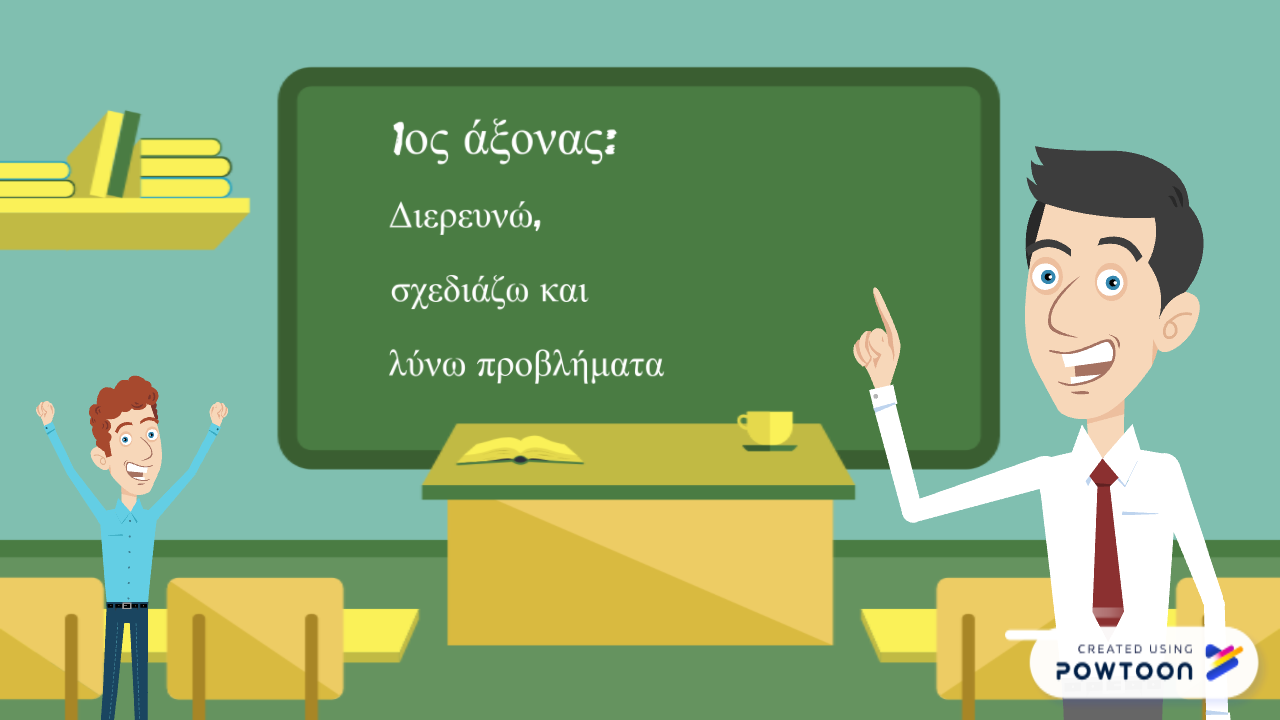 1ος άξονας:
Διερευνώ,
σχεδιάζω και
λύνω προβλήματα
CREATED USING
POWTOON